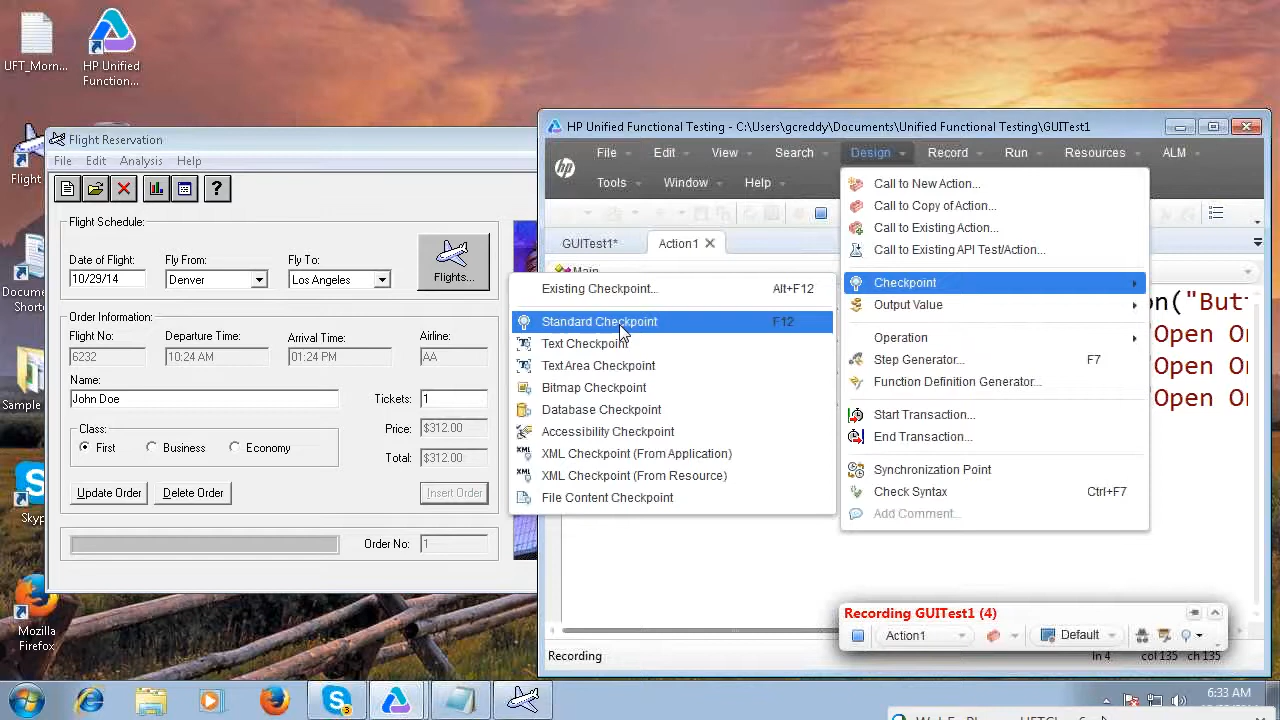 UFT_Morn...
HP Unified
Function...
Flight
Document
Shortc
Sample
Skyp
Mozilla
Firefox
Flight Reservation
File Edit Analysis Help
?
Flight Schedule:
Date of Flight: Fly From: Fly To:
10/29/14 Denver Los Angeles
Flights...
Order Information:
Flight No: Departure Time: Arrival Time: Airline:
6232 10:24 AM 01:24 PM AA
Name:
John Doe
Tickets: 1
Class:
First Business Economy
Price: $312.00
Total: $312.00
Update Order Delete Order Insert Order
Order No: 1
HP Unified Functional Testing - C:\Users\gcreddy\Documents\Unified Functional Testing\GUITest1
hp
File Edit View Search Design Record Run Resources ALM
Tools Window Help
GUITest1* Action1
Main
Existing Checkpoint... Alt+F12
Standard Checkpoint F12
Text Checkpoint
Text Area Checkpoint
Bitmap Checkpoint
Database Checkpoint
Accessibility Checkpoint
XML XML Checkpoint (From Application)
XML XML Checkpoint (From Resource)
File Content Checkpoint
Call to New Action...
Call to Copy of Action...
Call to Existing Action...
Call to Existing API Test/Action...
Checkpoint
Output Value
Operation
Step Generator... F7
Function Definition Generator...
Start Transaction...
End Transaction...
Synchronization Point
Check Syntax Ctrl+F7
Add Comment...
on("But
"Open Or
"Open Or
"Open Or
Recording GUITest1 (4)
Action1 Default
Recording ln 4 col 135 ch 135
6:33 AM